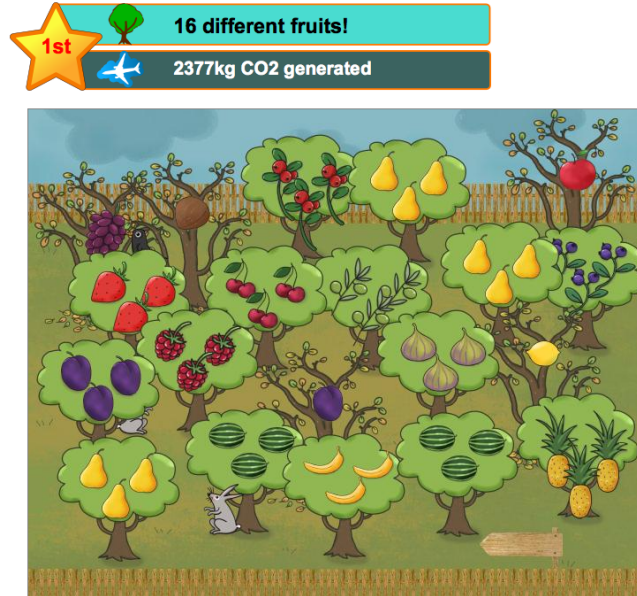 1st
16 different fruits!
2377kg CO2 generated